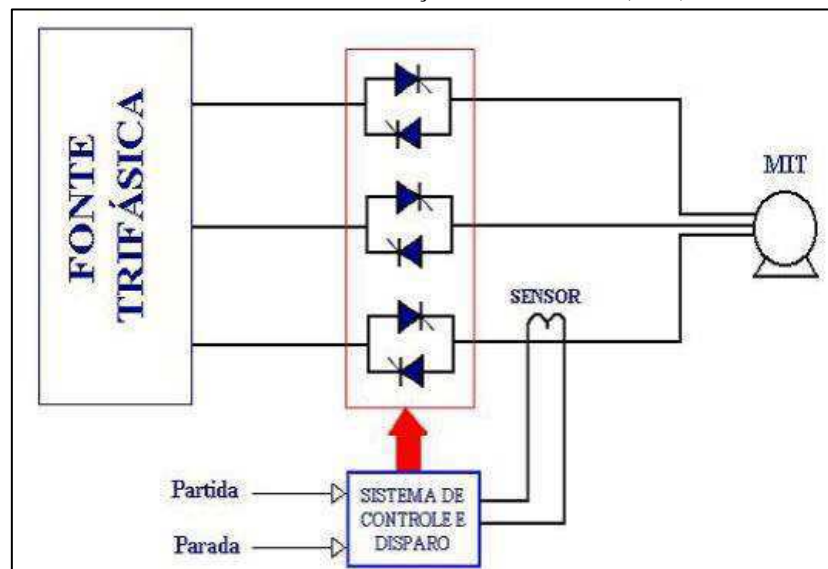 FONTE
TRIFÁSICA
MIT
SENSOR
Partida
Parada
SISTEMA DE
CONTROLE E
DISPARO